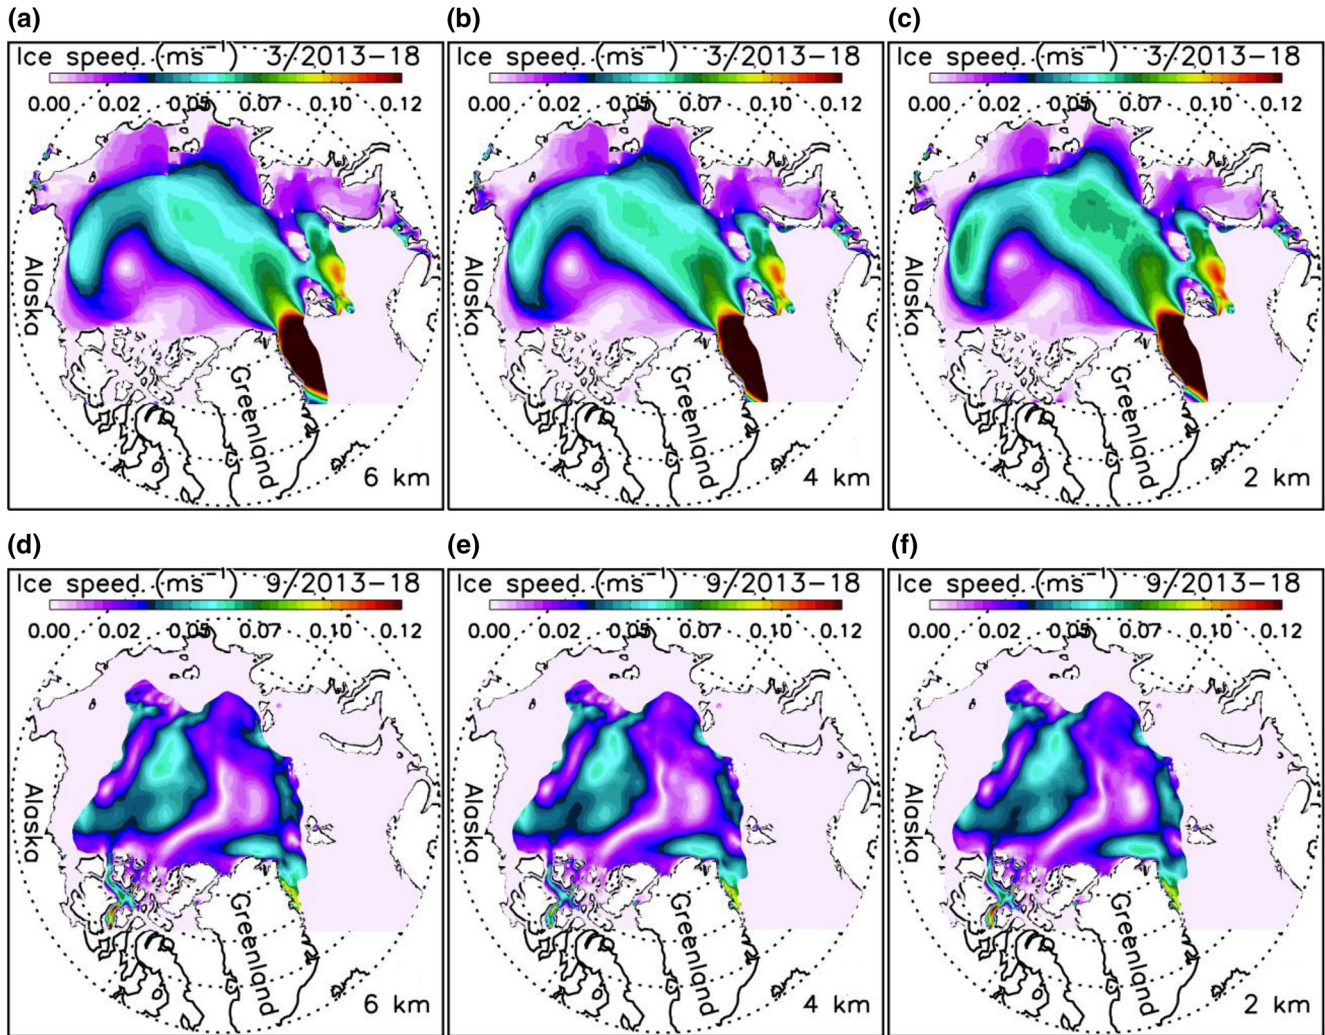 (a)
Ice speed (ms⁻¹) 3/2013-18
0.00 0.02 0.05 0.07 0.10 0.12
Alaska
Greenland
6 km
(b)
Ice speed (ms⁻¹) 3/2013-18
0.00 0.02 0.05 0.07 0.10 0.12
Alaska
Greenland
4 km
(c)
Ice speed (ms⁻¹) 3/2013-18
0.00 0.02 0.05 0.07 0.10 0.12
Alaska
Greenland
2 km
(d)
Ice speed (ms⁻¹) 9/2013-18
0.00 0.02 0.05 0.07 0.10 0.12
Alaska
Greenland
6 km
(e)
Ice speed (ms⁻¹) 9/2013-18
0.00 0.02 0.05 0.07 0.10 0.12
Alaska
Greenland
4 km
(f)
Ice speed (ms⁻¹) 9/2013-18
0.00 0.02 0.05 0.07 0.10 0.12
Alaska
Greenland
2 km